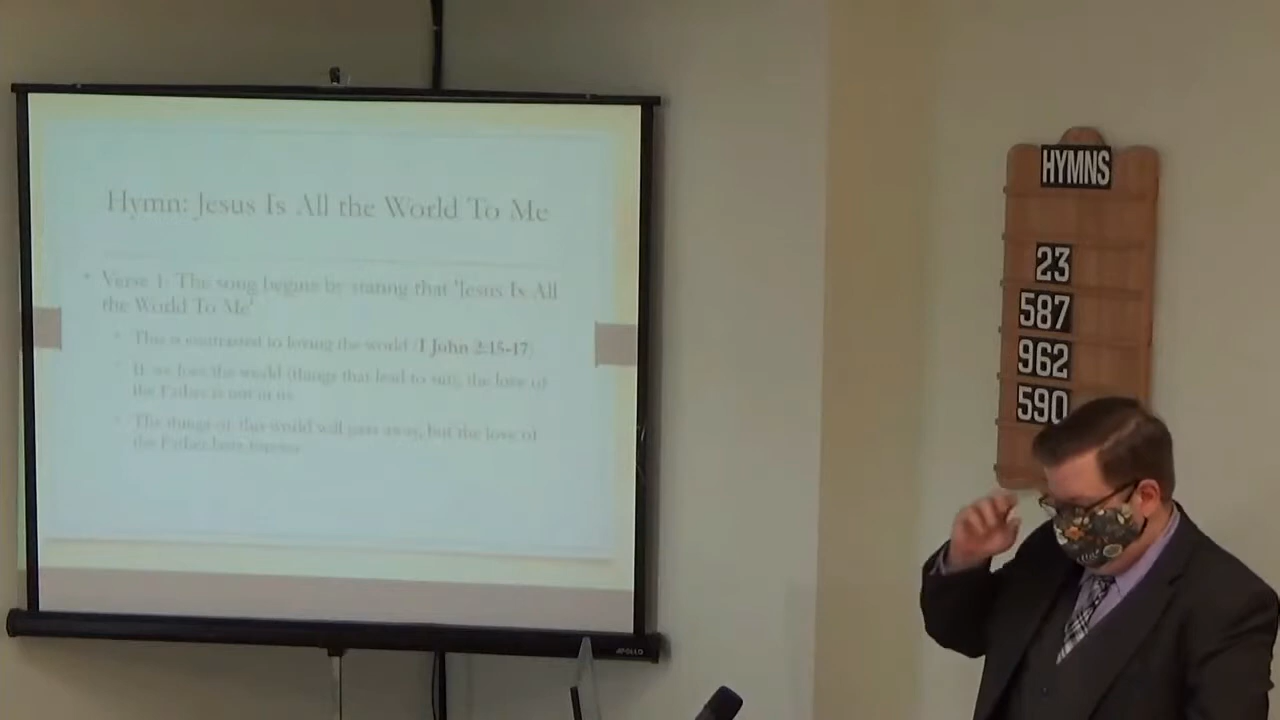 Hymn: Jesus Is All the World To Me
Verse 1: The song begins by stating that 'Jesus Is All
the World To Me'
This is contrasted to loving the world (I John 2:15-17)
If we love the world (things that lead to sin), the love of
the Father is not in us
The things of this world will pass away, but the love of
the Father
APOLLO
HYMNS
23
587
962
590